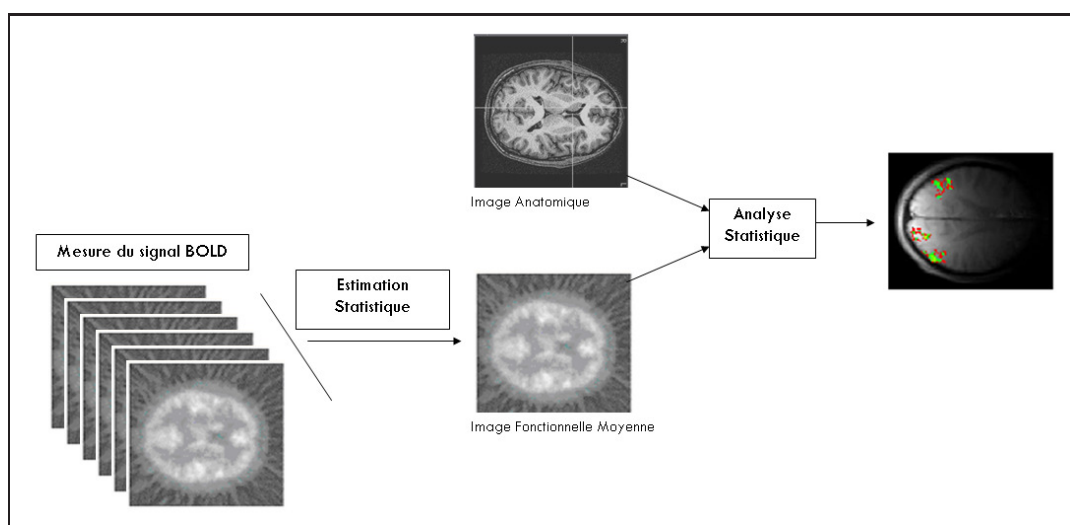 Image Anatomique
Analyse
Statistique
Mesure du signal BOLD
Estimation
Statistique
Image Fonctionnelle Moyenne